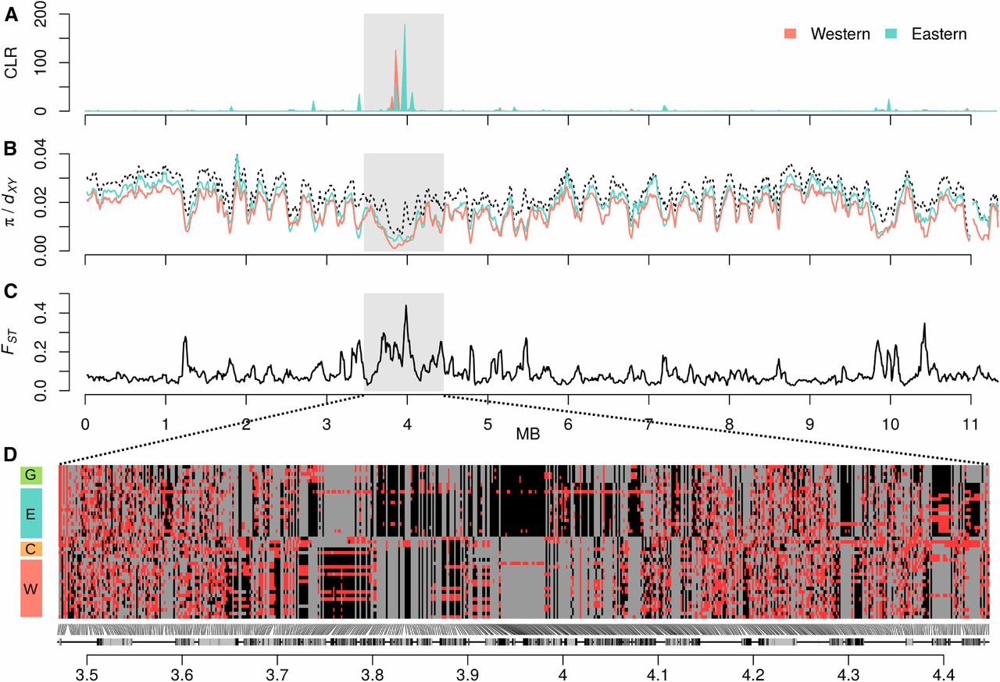 A
CLR
200
100
0
Western
Eastern
B
π / dXY
0.04
0.02
0.00
C
FST
0.4
0.2
0.0
0 1 2 3 4 5 6 7 8 9 10 11
MB
D
G
E
C
W
3.5 3.6 3.7 3.8 3.9 4 4.1 4.2 4.3 4.4